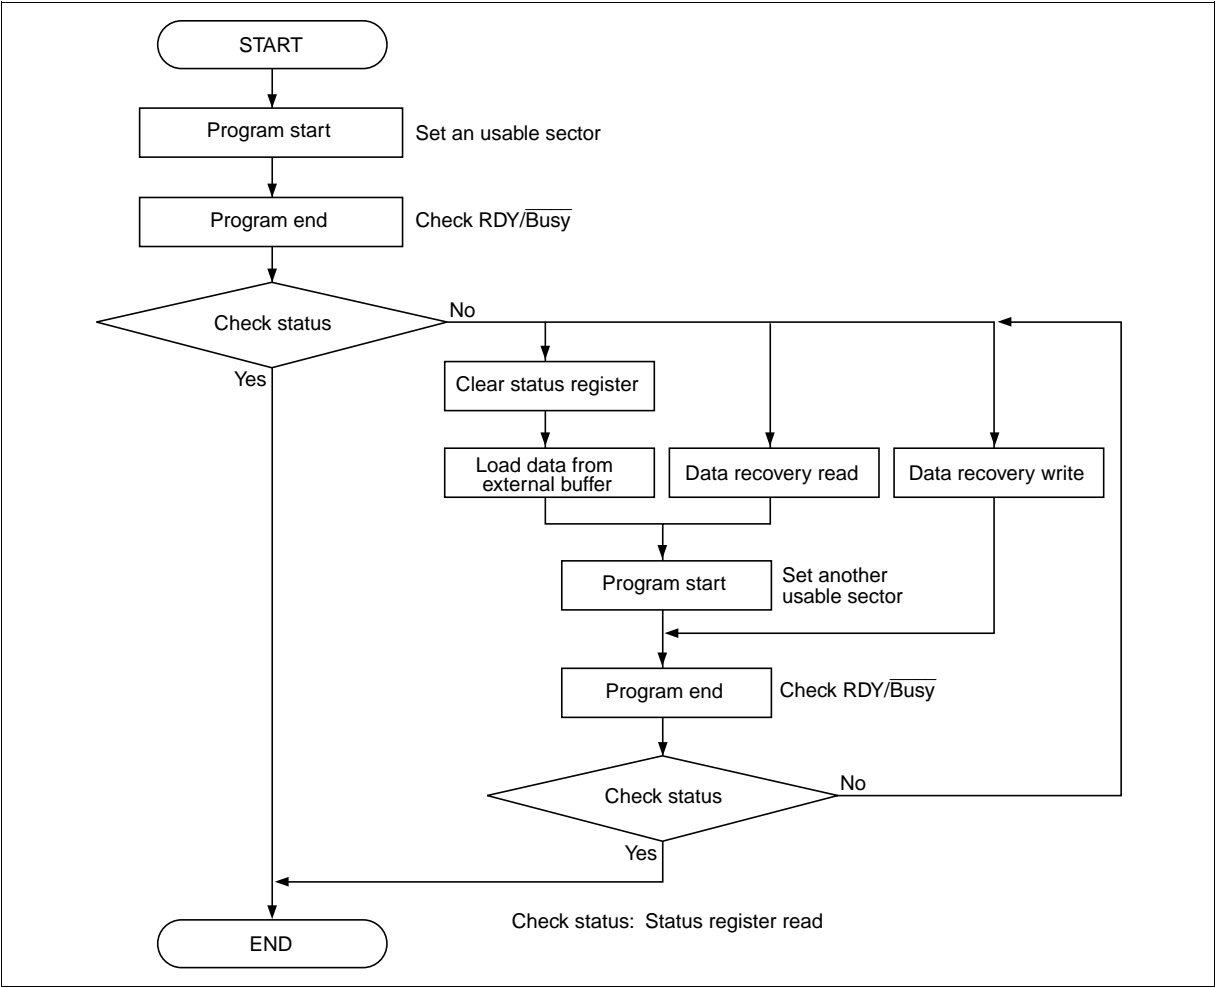 START
Program start
Set an usable sector
Program end
Check RDY/Busy
Check status
No
Yes
Clear status register
Load data from
external buffer
Data recovery read
Data recovery write
Program start
Set another
usable sector
Program end
Check RDY/Busy
Check status
No
Yes
Check status: Status register read
END